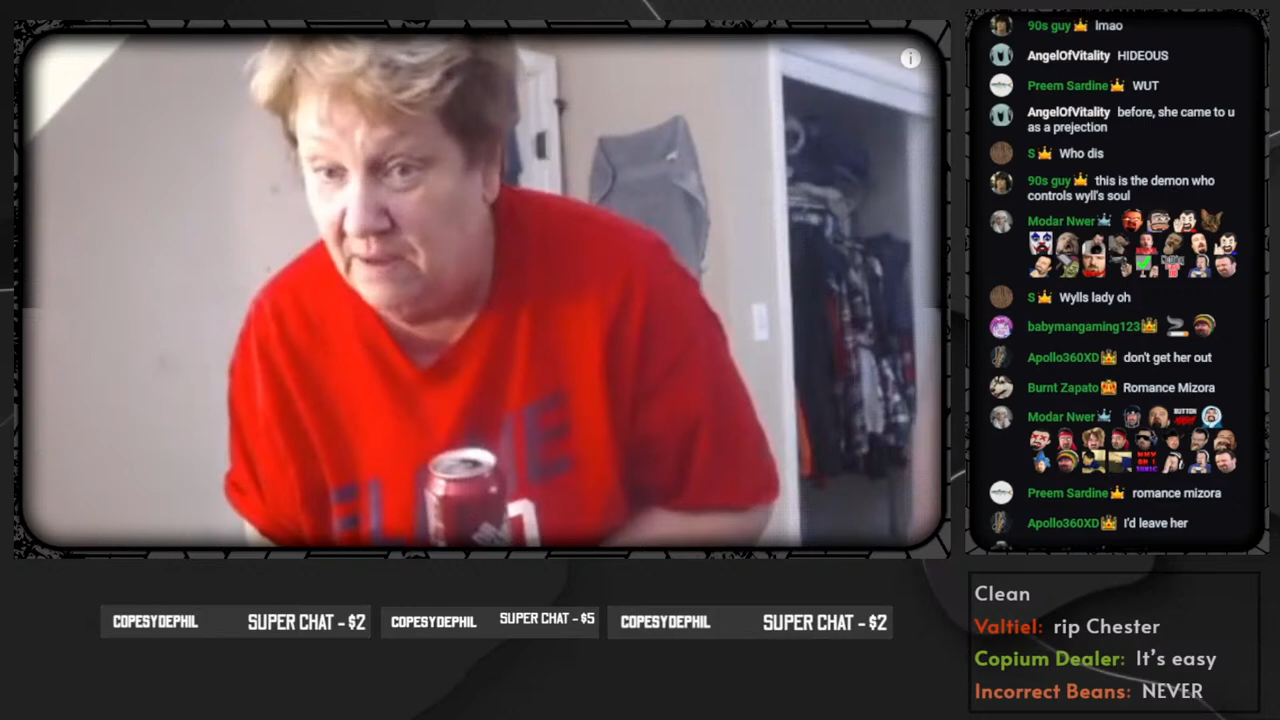 90s guy lmao
AngelOfVitality HIDEOUS
Preem Sardine WUT
AngelOfVitality before, she came to u
as a prejection
S Who dis
90s guy this is the demon who
controls wyll's soul
Modar Nwer
S Wylls lady oh
babymangaming123
Apollo360XD don't get her out
Burnt Zapato Romance Mizora
Modar Nwer
BUTTON
Preem Sardine romance mizora
Apollo360XD I'd leave her
COPESYDEPHIL SUPER CHAT - $2
COPESYDEPHIL SUPER CHAT - $5
COPESYDEPHIL SUPER CHAT - $2
Clean
Valtiel: rip Chester
Copium Dealer: It's easy
Incorrect Beans: NEVER